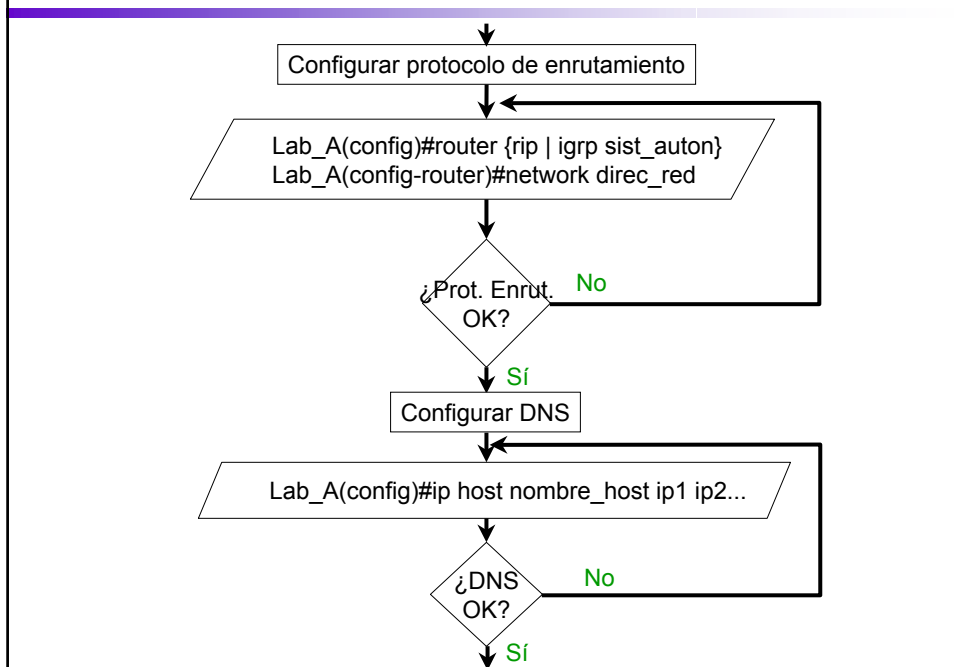 Configurar protocolo de enrutamiento
Lab_A(config)#router {rip | igrp sist_auton}
Lab_A(config-router)#network direc_red
¿Prot. Enrut.
OK?
No
Sí
Configurar DNS
Lab_A(config)#ip host nombre_host ip1 ip2...
¿DNS
OK?
No
Sí